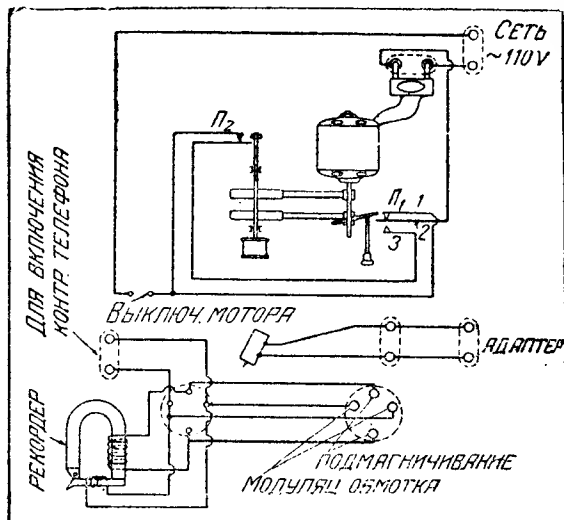 СЕТЬ
~110V
П₂
П₁ 1
2
3
ДЛЯ ВКЛЮЧЕНИЯ
КОНТР. ТЕЛЕФОНА
ВЫКЛЮЧ. МОТОРА
АДАПТЕР
РЕКОРДЕР
ПОДМАГНИЧИВАНИЕ
МОДУЛЯЦ. ОБМОТКА